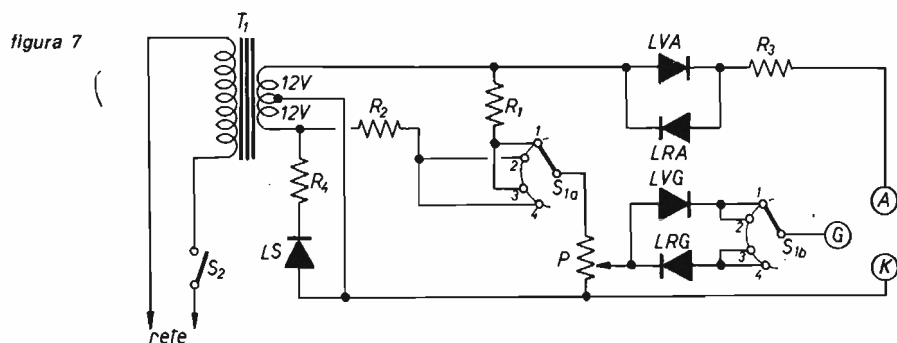 figura 7
T1
12V
12V
R2
R1
R4
LS
S2
rete
1
2
3
4
S1a
P
LVA
LRA
R3
LVG
LRG
1
2
3
4
S1b
G
A
K